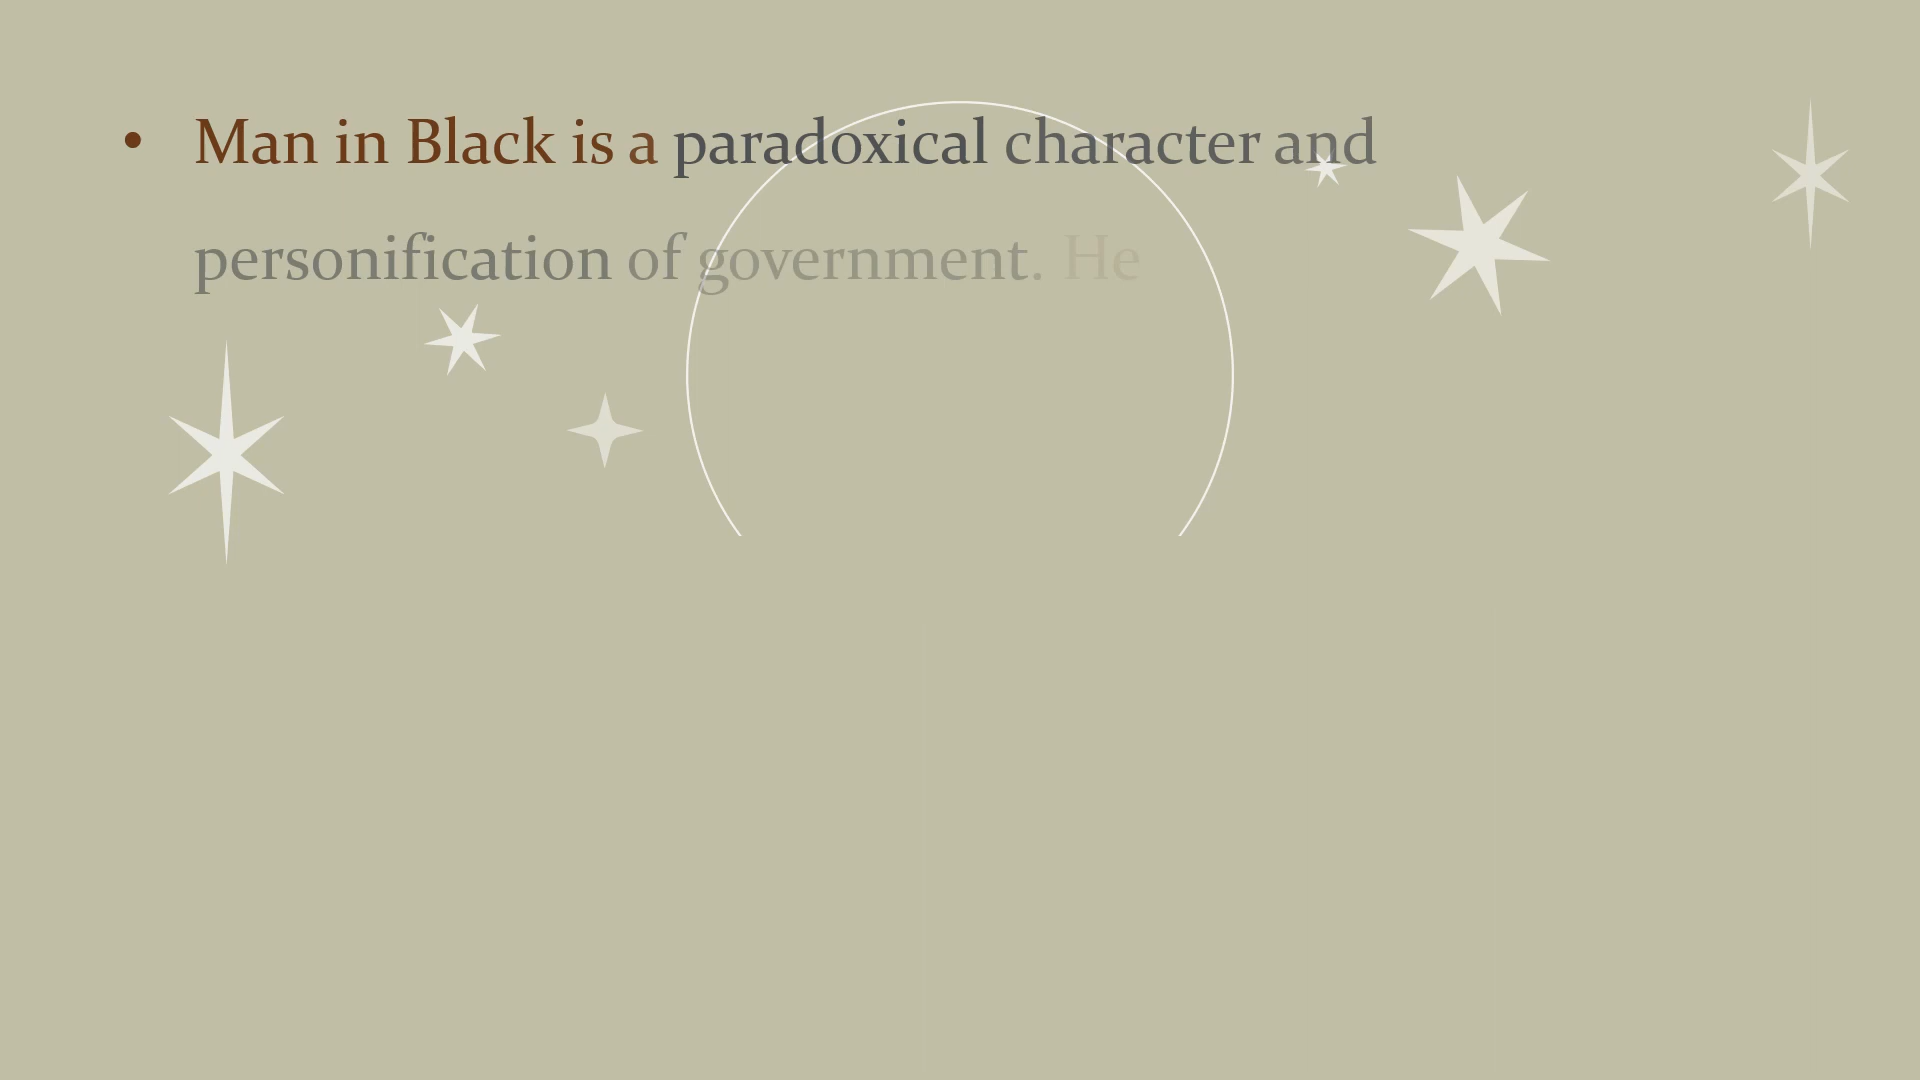 • Man in Black is a paradoxical character and
personification of government. He